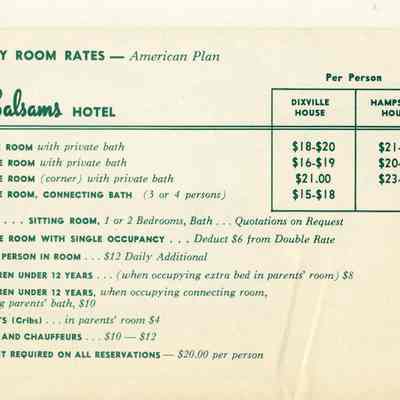 Y ROOM RATES — American Plan
Per Person
Balsams HOTEL
DIXVILLE HOUSE
HAMPS HOU
E ROOM with private bath $18-$20 $21-
E ROOM with private bath $16-$19 $20-
E ROOM (corner) with private bath $21.00 $23-
E ROOM, CONNECTING BATH (3 or 4 persons) $15-$18
. . . . SITTING ROOM, 1 or 2 Bedrooms, Bath . . . Quotations on Request
E ROOM WITH SINGLE OCCUPANCY . . . Deduct $6 from Double Rate
PERSON IN ROOM . . . $12 Daily Additional
REN UNDER 12 YEARS . . . (when occupying extra bed in parents' room) $8
REN UNDER 12 YEARS, when occupying connecting room,
g parents' bath, $10
TS (Cribs) . . . in parents' room $4
AND CHAUFFEURS . . . $10 — $12
T REQUIRED ON ALL RESERVATIONS — $20.00 per person